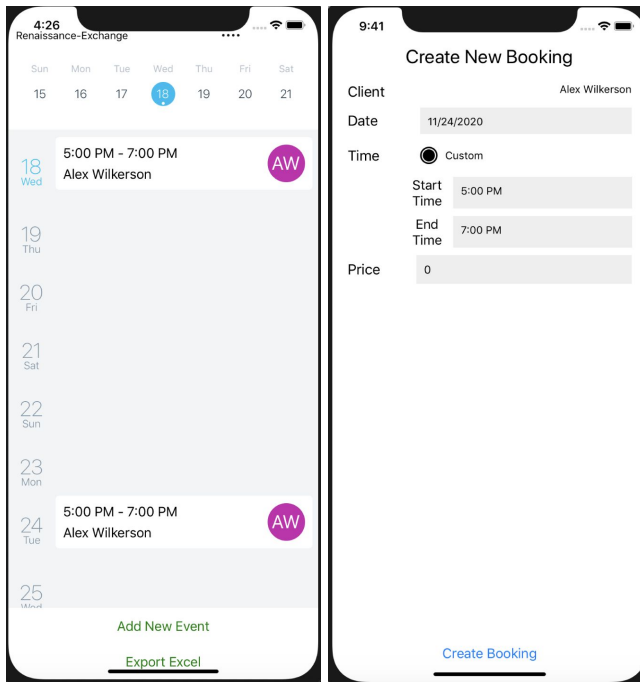 4:26
Renaissance-Exchange
Sun Mon Tue Wed Thu Fri Sat
15 16 17 18 19 20 21
18
Wed
5:00 PM - 7:00 PM
Alex Wilkerson
AW
19
Thu
20
Fri
21
Sat
22
Sun
23
Mon
24
Tue
5:00 PM - 7:00 PM
Alex Wilkerson
AW
25
Wed
Add New Event
Export Excel
9:41
Create New Booking
Client Alex Wilkerson
Date 11/24/2020
Time Custom
Start
Time
5:00 PM
End
Time
7:00 PM
Price 0
Create Booking